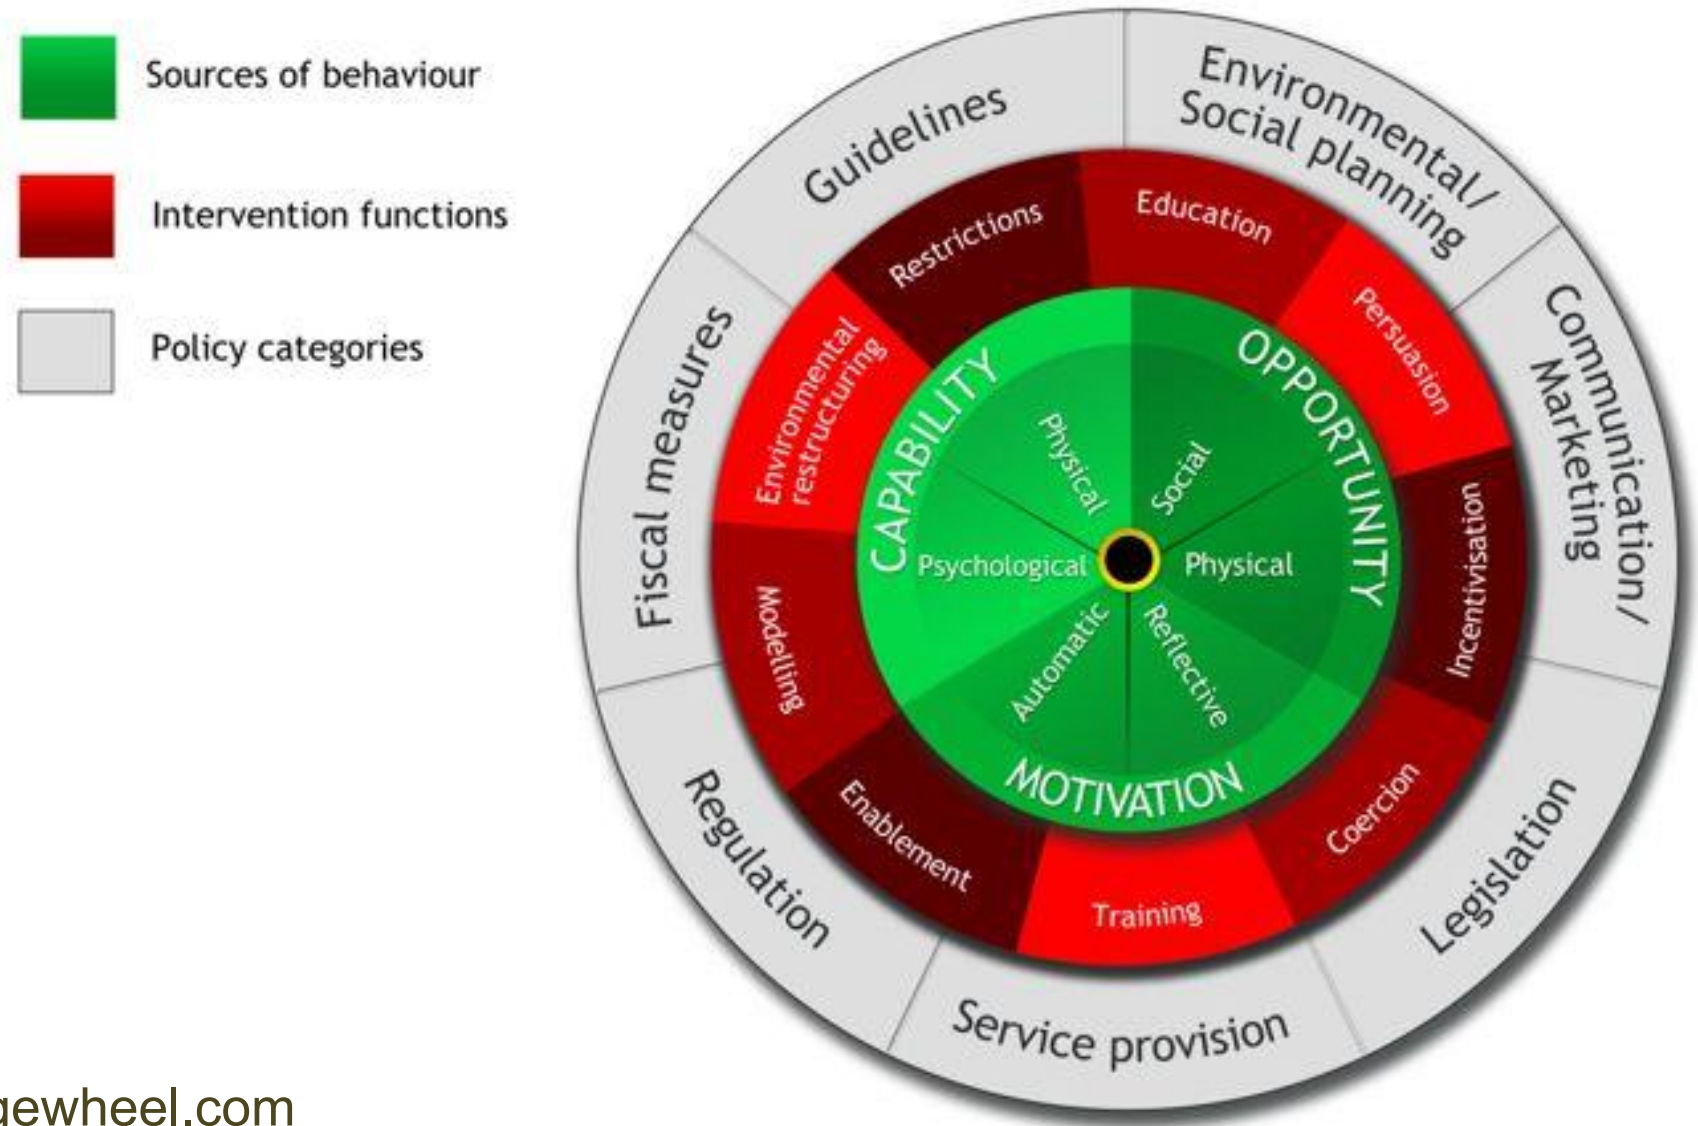 Sources of behaviour
Intervention functions
Policy categories
Guidelines
Environmental/
Social planning
Communication/
Marketing
Legislation
Service provision
Regulation
Fiscal measures
Restrictions
Education
Persuasion
Incentivisation
Coercion
Training
Enablement
Modelling
Environmental
restructuring
CAPABILITY
OPPORTUNITY
MOTIVATION
Physical
Social
Psychological
Physical
Automatic
Reflective
gewheel.com